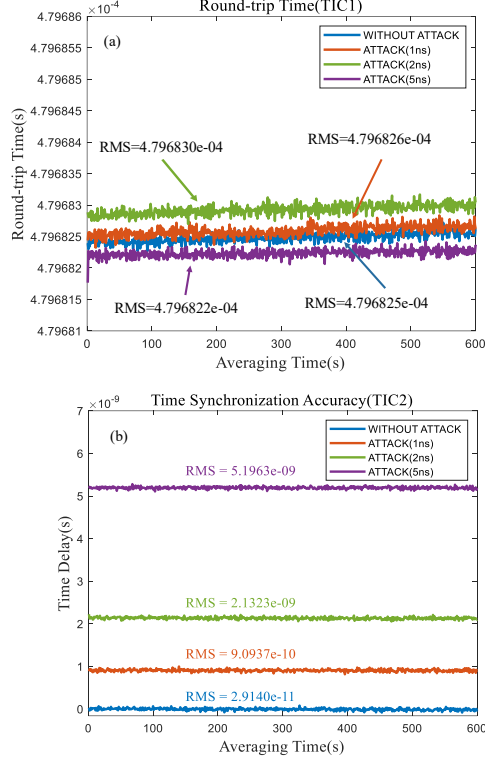 Round-trip Time(TIC1)
×10^-4
4.79686
4.796855
4.79685
4.796845
4.79684
4.796835
4.79683
4.796825
4.79682
4.796815
4.79681
Round-trip Time(s)
(a)
WITHOUT ATTACK
ATTACK(1ns)
ATTACK(2ns)
ATTACK(5ns)
RMS=4.796830e-04
RMS=4.796826e-04
RMS=4.796822e-04
RMS=4.796825e-04
0 100 200 300 400 500 600
Averaging Time(s)
Time Synchronization Accuracy(TIC2)
×10^-9
7
6
5
4
3
2
1
0
Time Delay(s)
(b)
WITHOUT ATTACK
ATTACK(1ns)
ATTACK(2ns)
ATTACK(5ns)
RMS = 5.1963e-09
RMS = 2.1323e-09
RMS = 9.0937e-10
RMS = 2.9140e-11
0 100 200 300 400 500 600
Averaging Time(s)